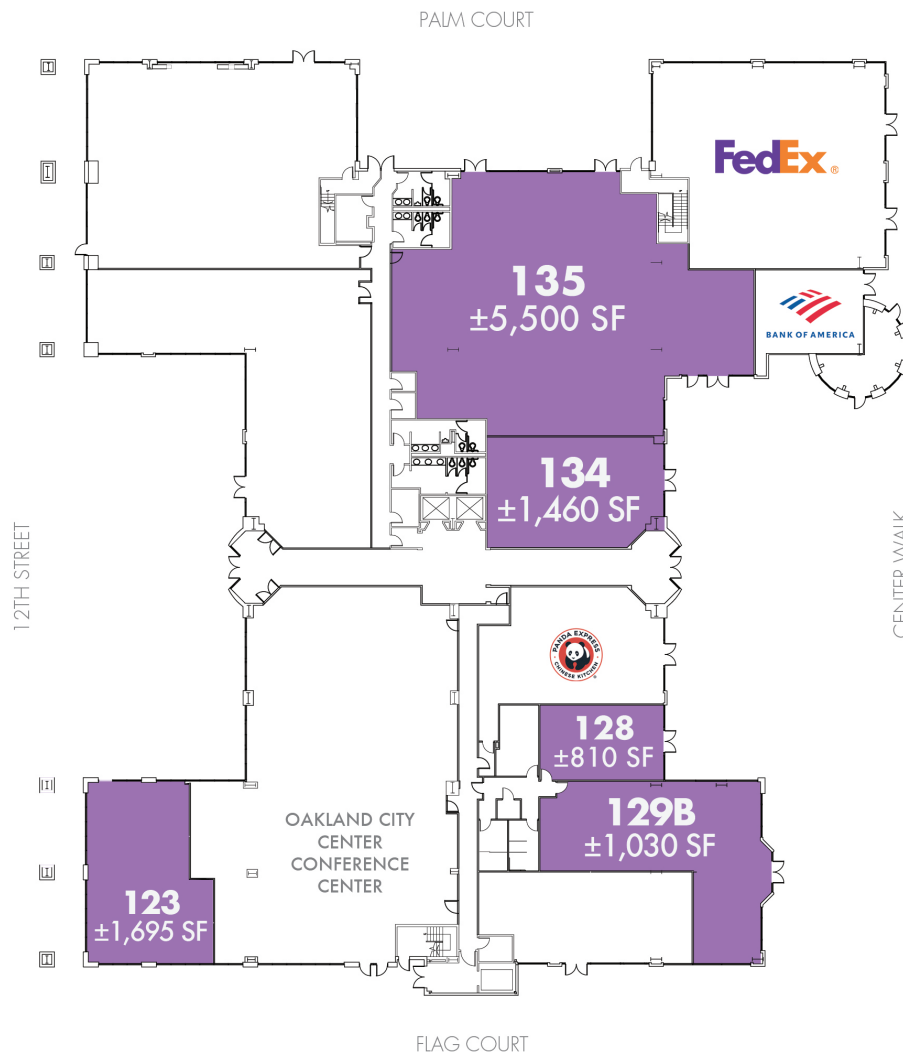 PALM COURT
FedEx ®
135
±5,500 SF
BANK OF AMERICA
134
±1,460 SF
12TH STREET
CENTER WALK
PANDA EXPRESS
CHINESE KITCHEN
128
±810 SF
129B
±1,030 SF
OAKLAND CITY
CENTER
CONFERENCE
CENTER
123
±1,695 SF
FLAG COURT